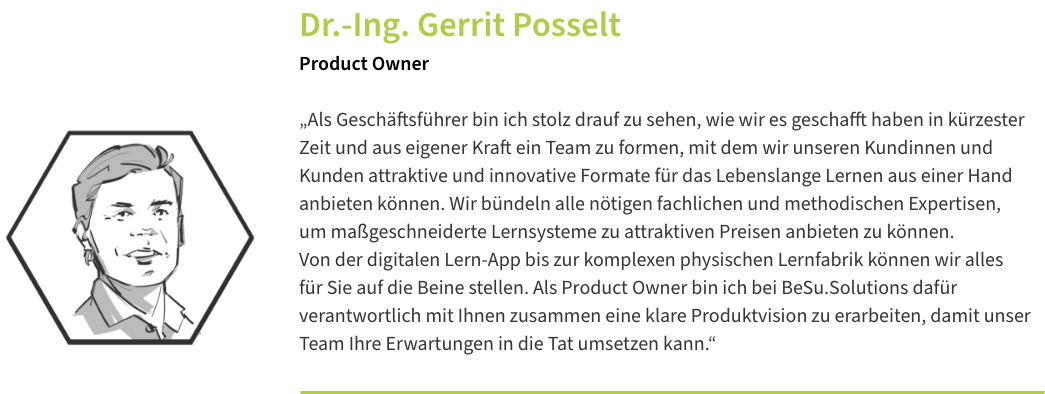 Dr.-Ing. Gerrit Posselt
Product Owner
„Als Geschäftsführer bin ich stolz drauf zu sehen, wie wir es geschafft haben in kürzester
Zeit und aus eigener Kraft ein Team zu formen, mit dem wir unseren Kundinnen und
Kunden attraktive und innovative Formate für das Lebenslange Lernen aus einer Hand
anbieten können. Wir bündeln alle nötigen fachlichen und methodischen Expertisen,
um maßgeschneiderte Lernsysteme zu attraktiven Preisen anbieten zu können.
Von der digitalen Lern-App bis zur komplexen physischen Lernfabrik können wir alles
für Sie auf die Beine stellen. Als Product Owner bin ich bei BeSu.Solutions dafür
verantwortlich mit Ihnen zusammen eine klare Produktvision zu erarbeiten, damit unser
Team Ihre Erwartungen in die Tat umsetzen kann.“